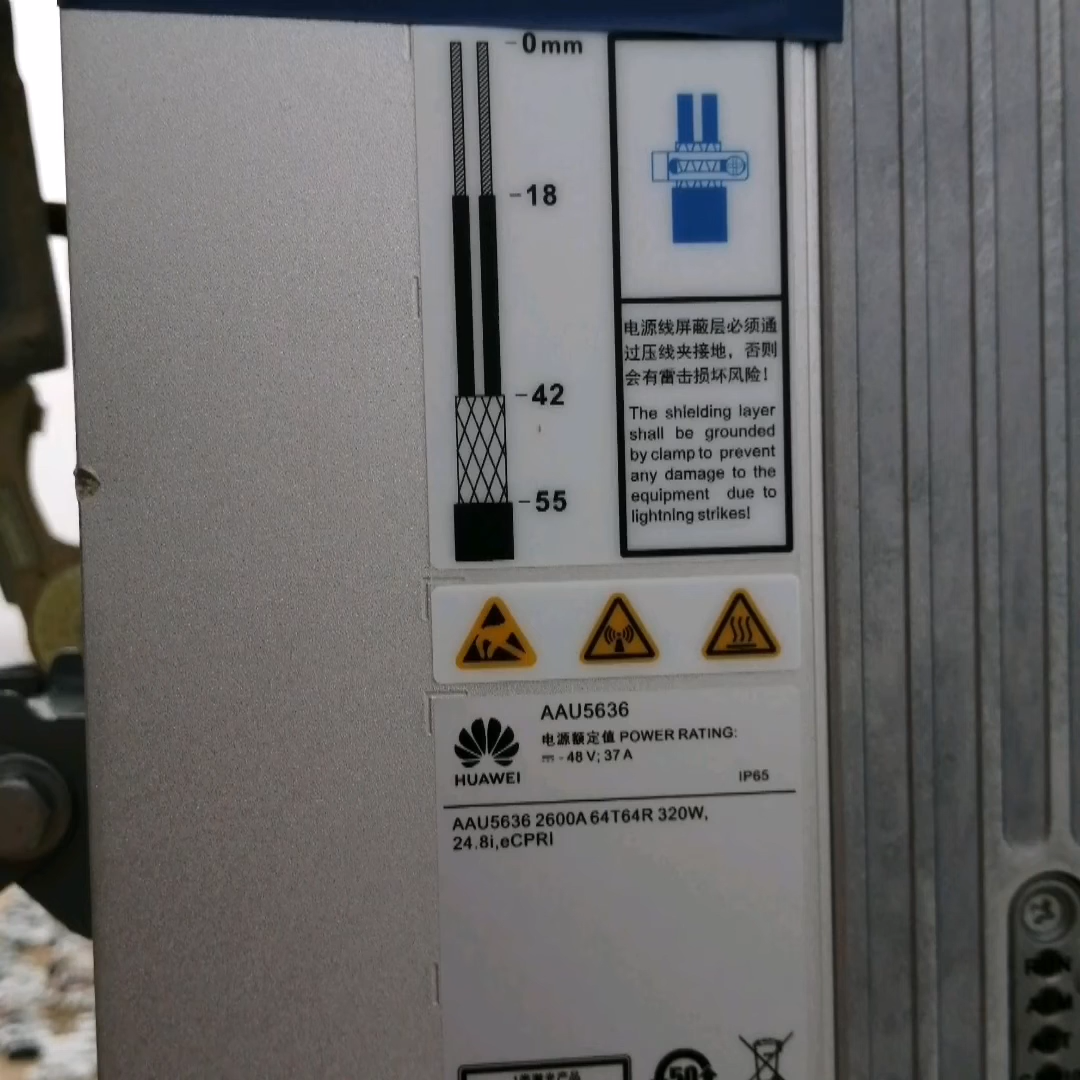 0mm
18
42
55
电源线屏蔽层必须通
过压线夹接地，否则
会有雷击损坏风险！
The shielding layer
shall be grounded
by clamp to prevent
any damage to the
equipment due to
lightning strikes!
HUAWEI
AAU5636
电源额定值 POWER RATING:
- 48 V; 37 A
IP65
AAU5636 2600A 64T64R 320W,
24.8i,eCPRI
50